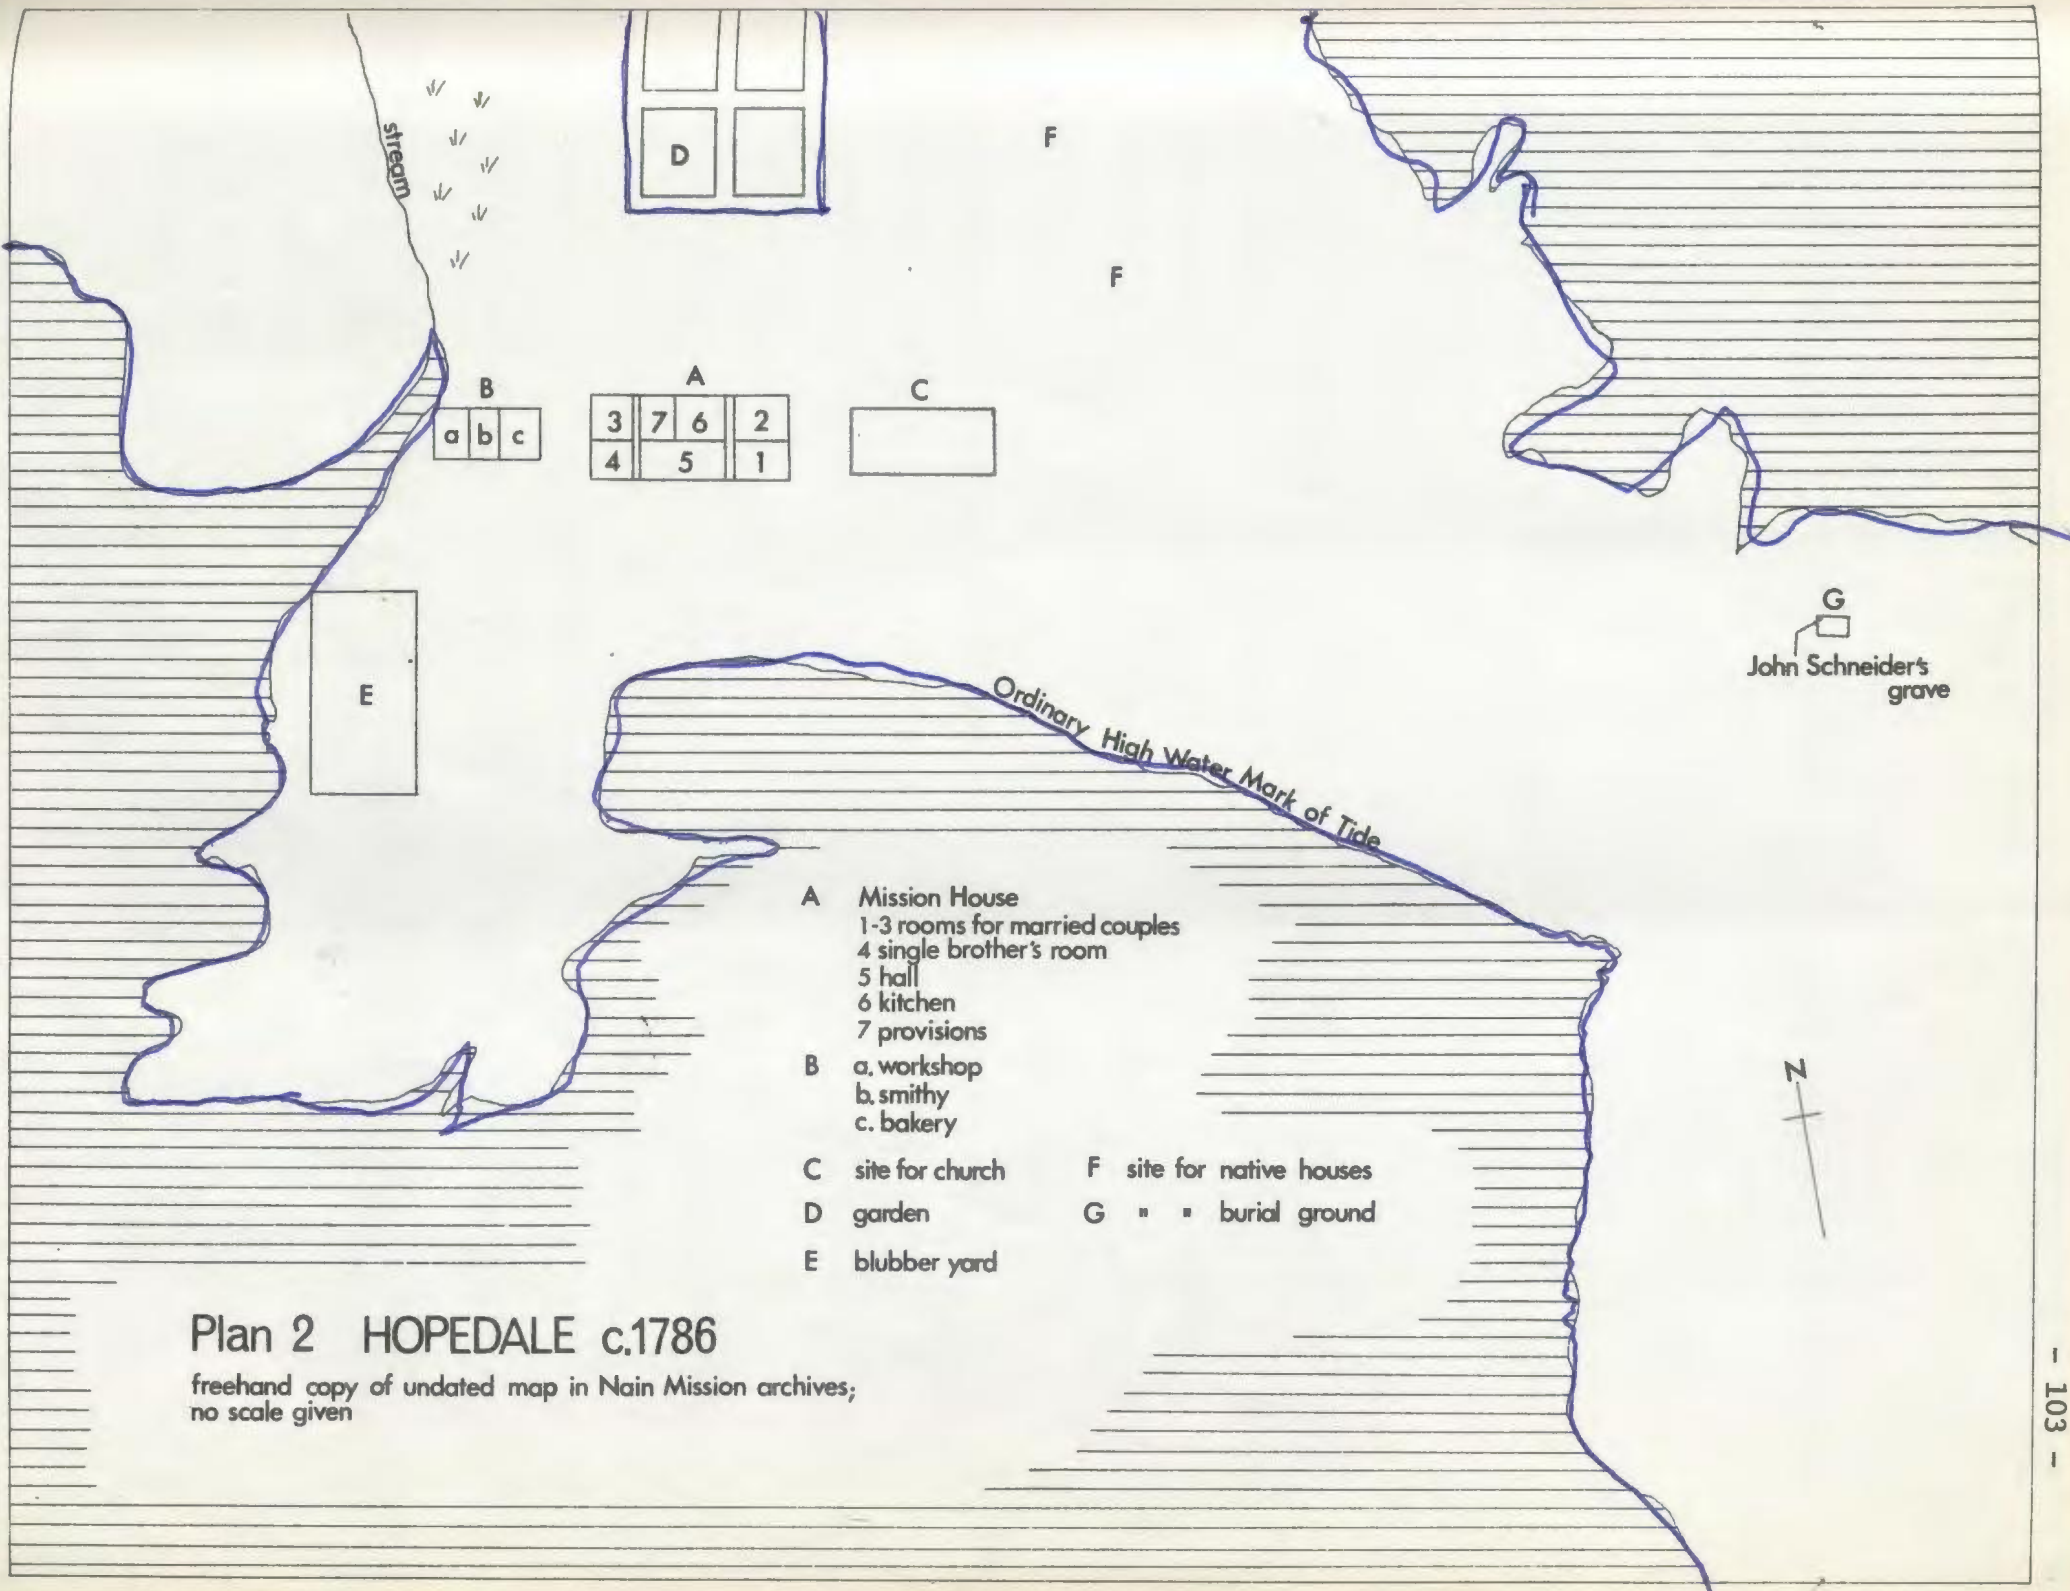 stream
D
F
F
B
A
C
a b c
3 7 6 2
4 5 1
E
G
John Schneider's
grave
Ordinary High Water Mark of Tide
A Mission House
1-3 rooms for married couples
4 single brother's room
5 hall
6 kitchen
7 provisions
B a. workshop
b. smithy
c. bakery
C site for church F site for native houses
D garden G " " burial ground
E blubber yard
N
Plan 2 HOPEDALE c.1786
freehand copy of undated map in Nain Mission archives;
no scale given
- 103 -